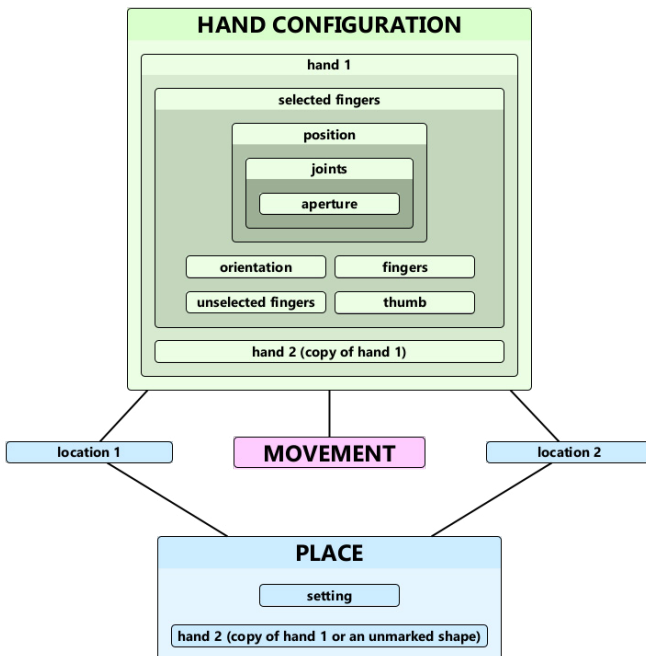 HAND CONFIGURATION
hand 1
selected fingers
position
joints
aperture
orientation
fingers
unselected fingers
thumb
hand 2 (copy of hand 1)
location 1
MOVEMENT
location 2
PLACE
setting
hand 2 (copy of hand 1 or an unmarked shape)